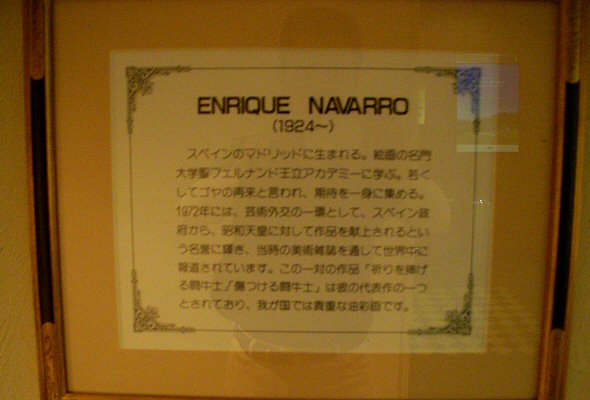 ENRIQUE NAVARRO
(1924〜)
スペインのマドリッドに生まれる。絵画の名門
大学聖フェルナンド王立アカデミーに学ぶ。若く
してゴヤの再来と言われ、期待を一身に集める。
1972年には、芸術外交の一環として、スペイン政
府から、昭和天皇に対して作品を献上されるとい
う名誉に輝き、当時の美術雑誌を通して世界中に
報道されています。この一対の作品「祈りを捧げ
る闘牛士」「傷つける闘牛士」は彼の代表作の一つ
とされており、我が国では貴重な油彩画です。